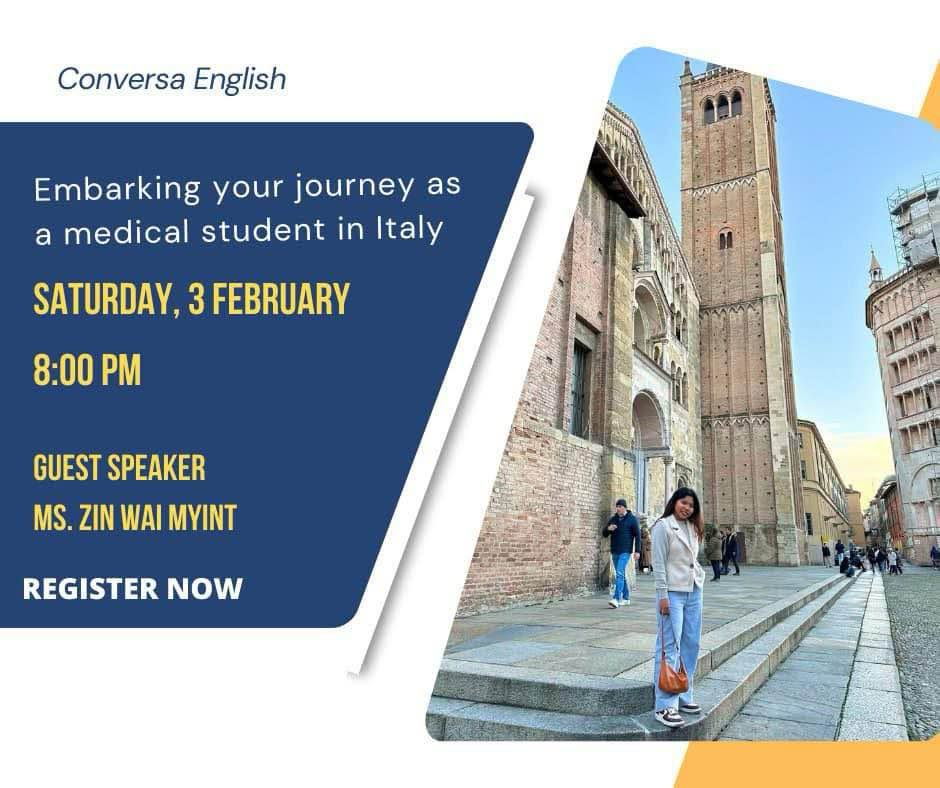 Conversa English
Embarking your journey as
a medical student in Italy
SATURDAY, 3 FEBRUARY
8:00 PM
GUEST SPEAKER
MS. ZIN WAI MYINT
REGISTER NOW